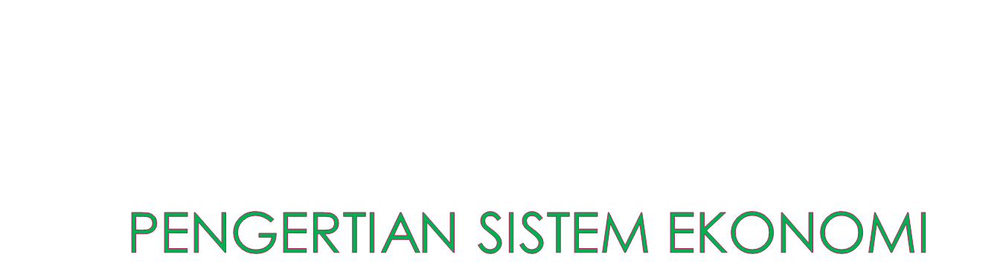 PENGERTIAN SISTEM EKONOMI